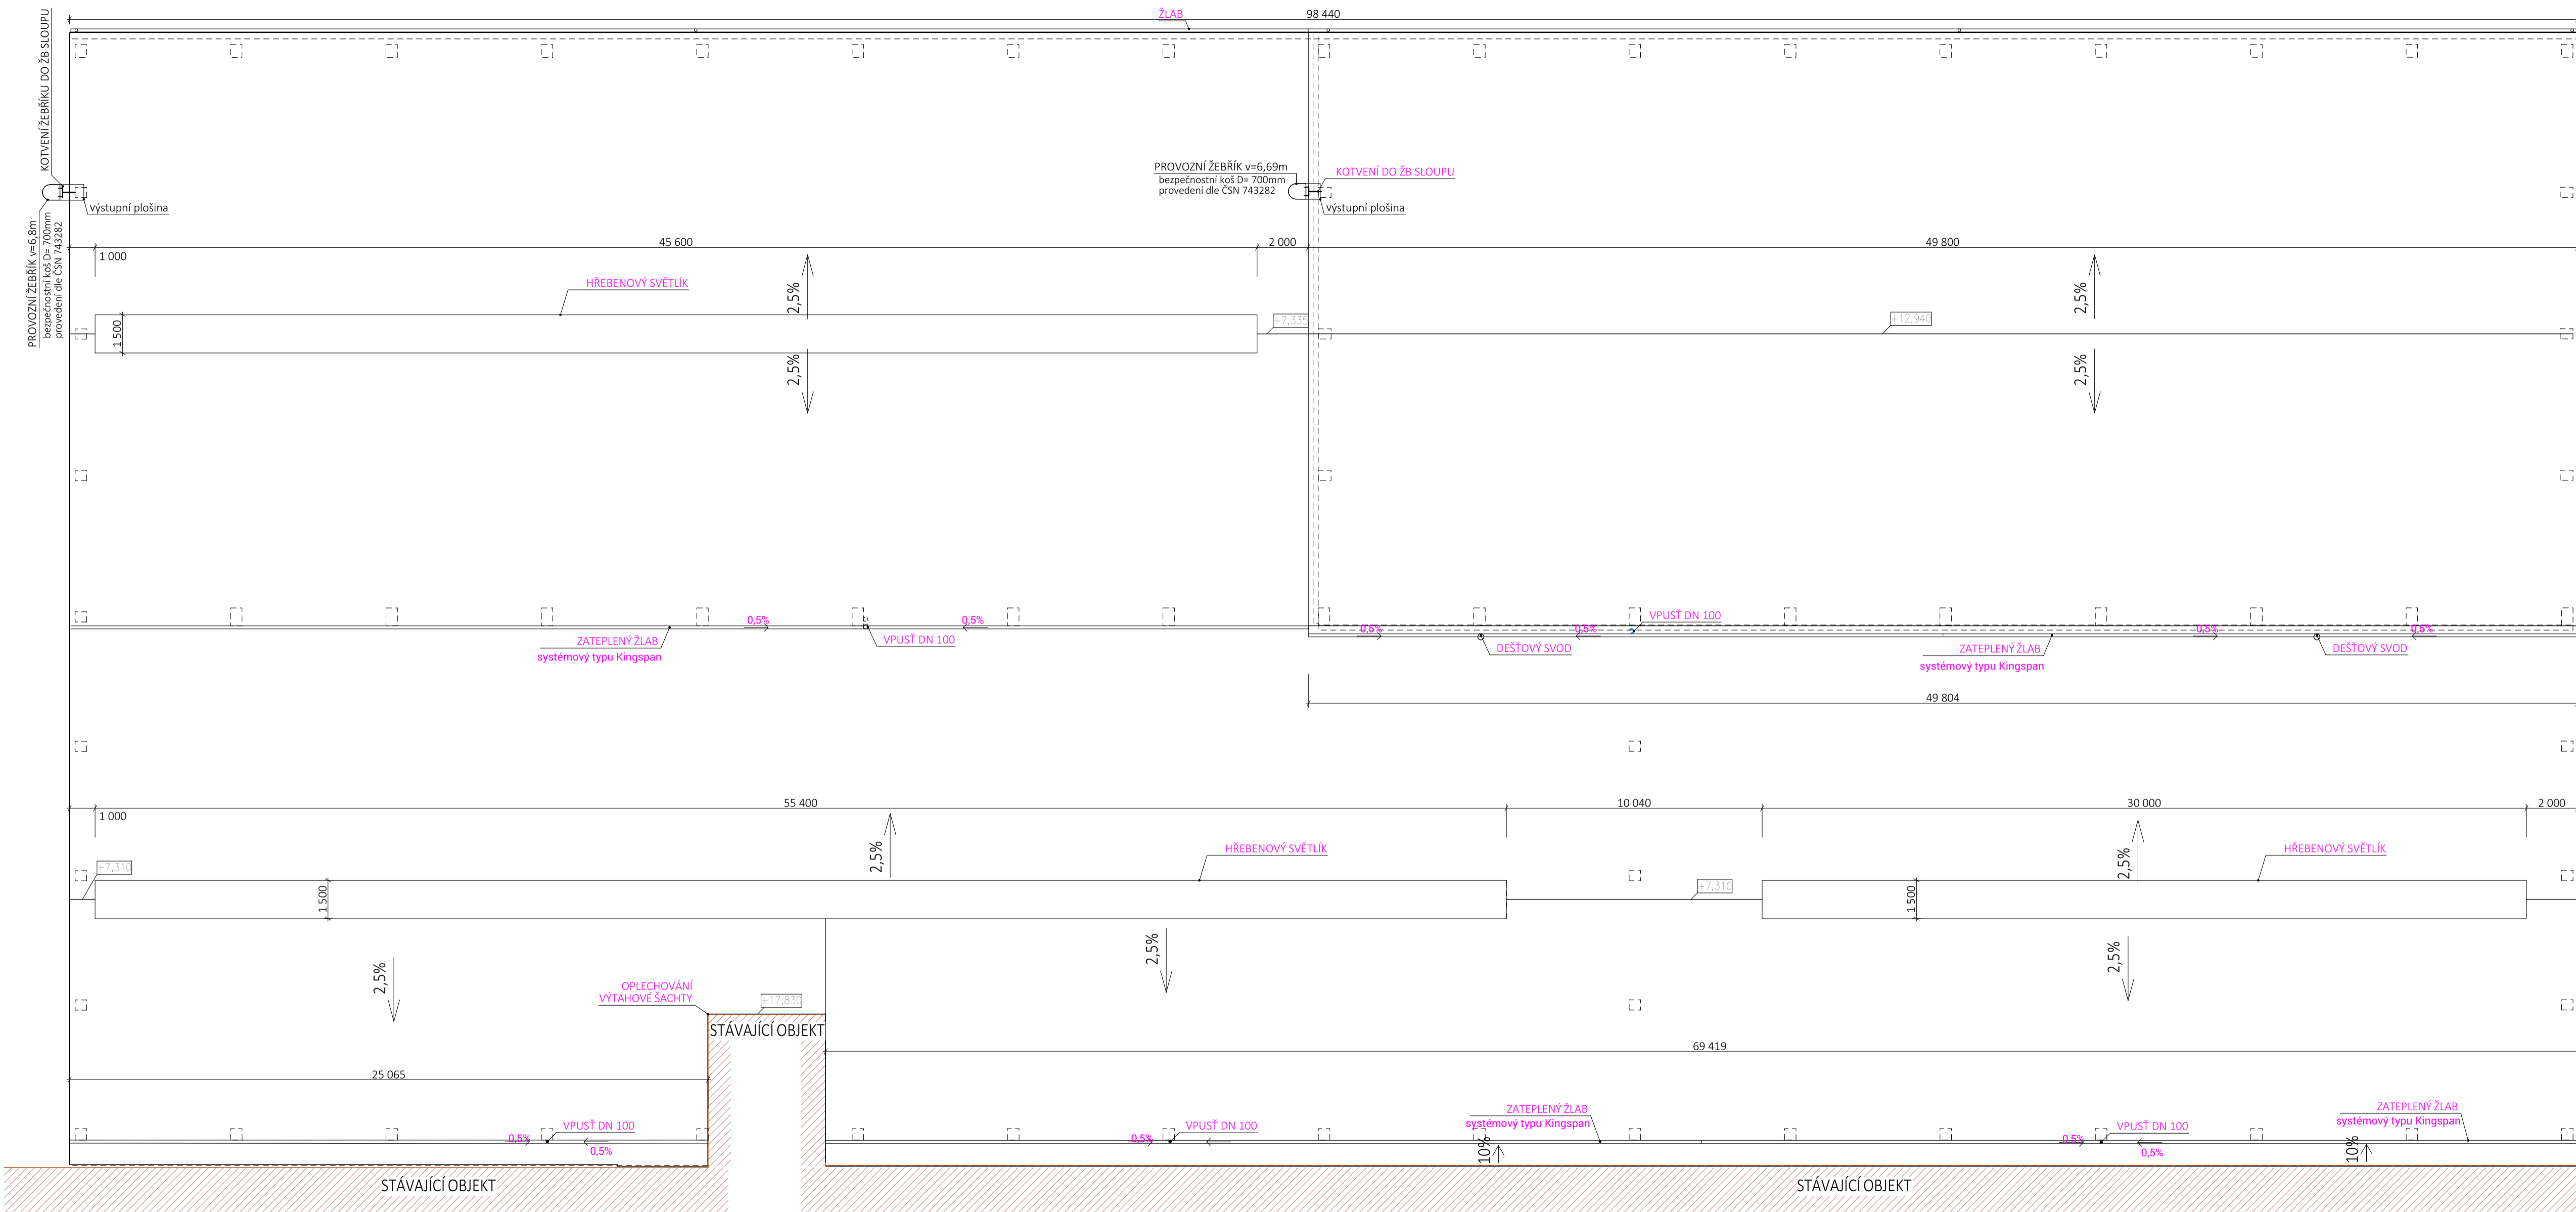 ŽLAB
98 440
KOTVENÍ ŽEBŘÍKU DO ŽB SLOUPU
PROVOZNÍ ŽEBŘÍK v=6,8m
bezpečnostní koš D= 700mm
provedení dle ČSN 743282
výstupní plošina
PROVOZNÍ ŽEBŘÍK v=6,69m
bezpečnostní koš D= 700mm
provedení dle ČSN 743282
KOTVENÍ DO ŽB SLOUPU
výstupní plošina
1 000
45 600
2 000
49 800
HŘEBENOVÝ SVĚTLÍK
2,5%
2,5%
1 500
+7,335
+12,940
2,5%
2,5%
0,5%
0,5%
ZATEPLENÝ ŽLAB
systémový typu Kingspan
VPUSŤ DN 100
0,5%
0,5%
VPUSŤ DN 100
0,5%
0,5%
DEŠŤOVÝ SVOD
ZATEPLENÝ ŽLAB
systémový typu Kingspan
DEŠŤOVÝ SVOD
49 804
1 000
55 400
10 040
30 000
2 000
2,5%
HŘEBENOVÝ SVĚTLÍK
2,5%
HŘEBENOVÝ SVĚTLÍK
+7,310
1 500
+7,310
1 500
2,5%
2,5%
2,5%
OPLECHOVÁNÍ
VÝTAHOVÉ ŠACHTY
+17,830
STÁVAJÍCÍ OBJEKT
69 419
25 065
0,5%
VPUSŤ DN 100
0,5%
0,5%
VPUSŤ DN 100
ZATEPLENÝ ŽLAB
systémový typu Kingspan
10%
0,5%
VPUSŤ DN 100
0,5%
ZATEPLENÝ ŽLAB
systémový typu Kingspan
10%
STÁVAJÍCÍ OBJEKT
STÁVAJÍCÍ OBJEKT